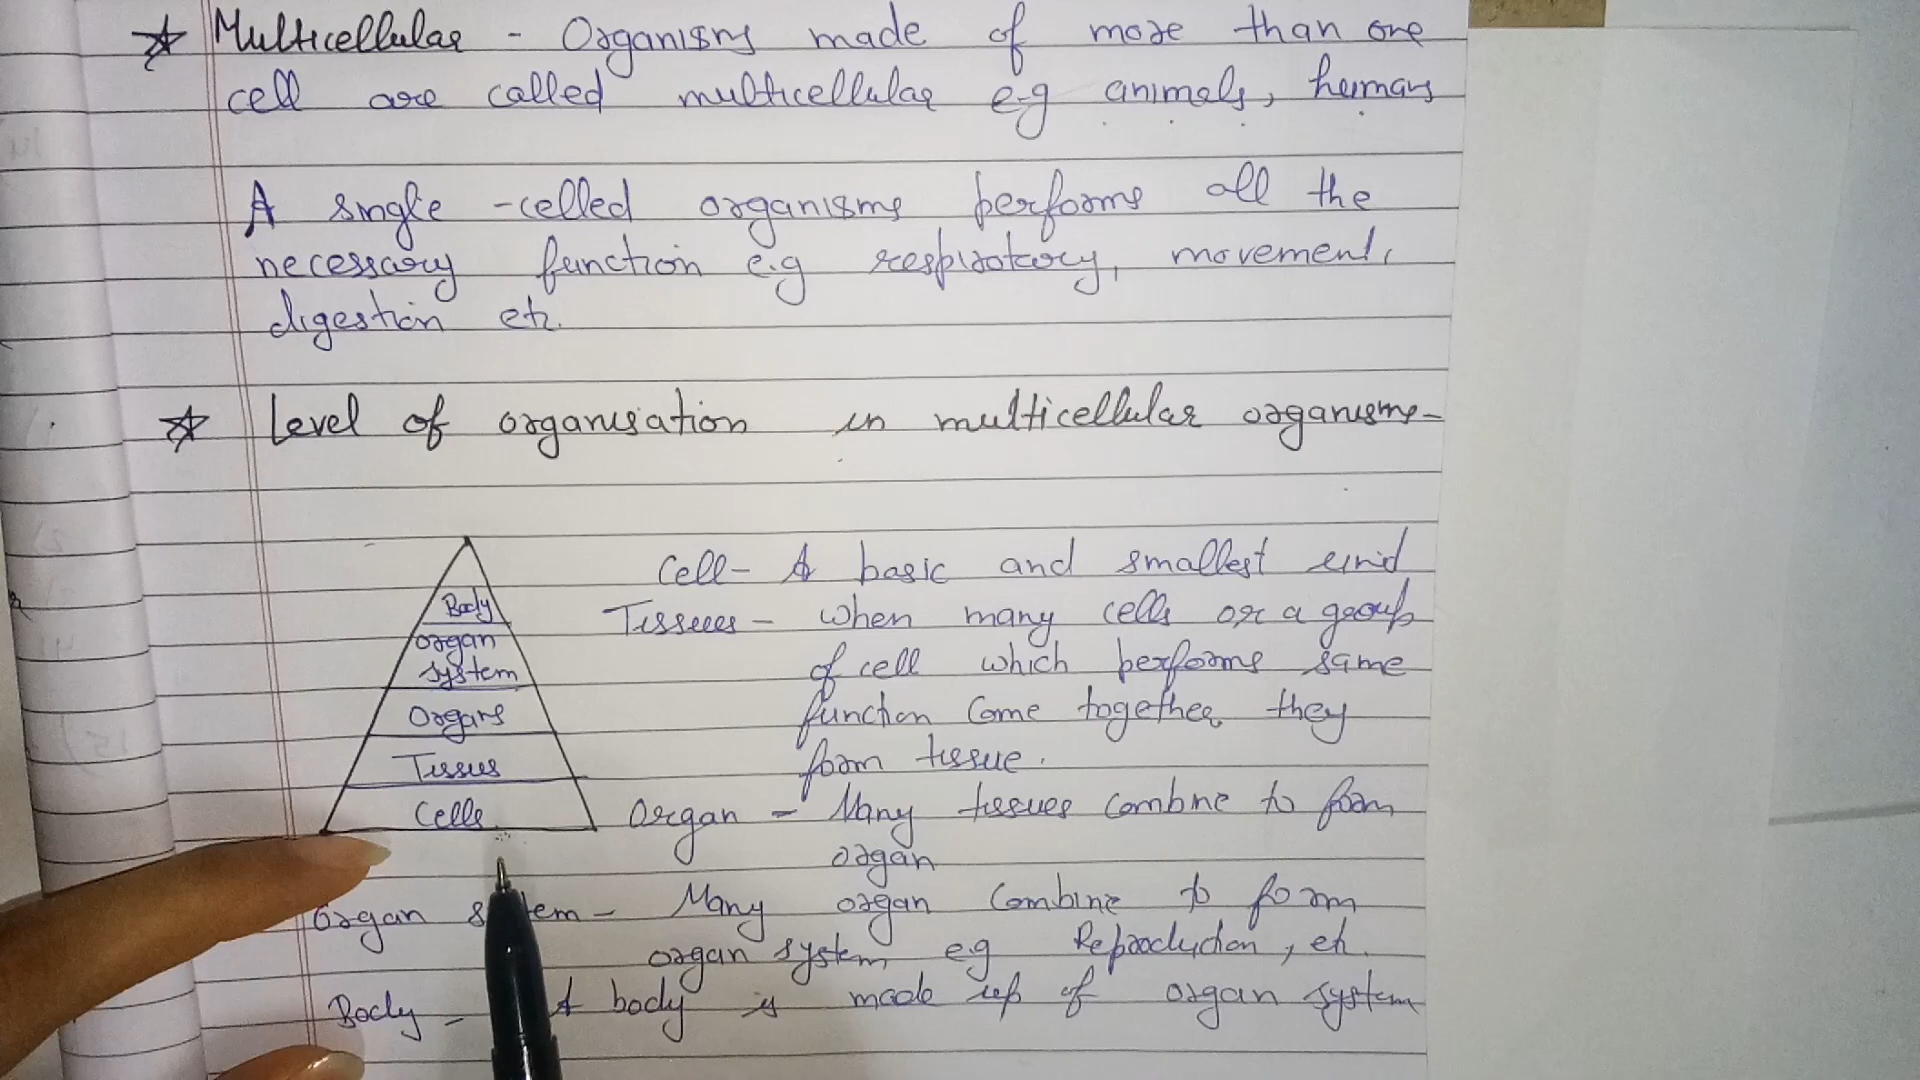 ☆ Multicellular - Organisms made of more than one
cell are called multicellular e-g animals, humans
A single -celled organisms performs all the
necessary function e.g respiratory, movement,
digestion etc.
☆ Level of organisation in multicellular organisms-
Body
organ
system
Organs
Tissues
Cells
Cell- A basic and smallest unit
Tissues - When many cells or a group
of cell which performs same
function Come together they
form tissue.
Organ - Many tissues combine to form
organ
Organ system - Many organ Combine to form
organ system e.g Reproduction, etc.
Body - A body is made up of organ system